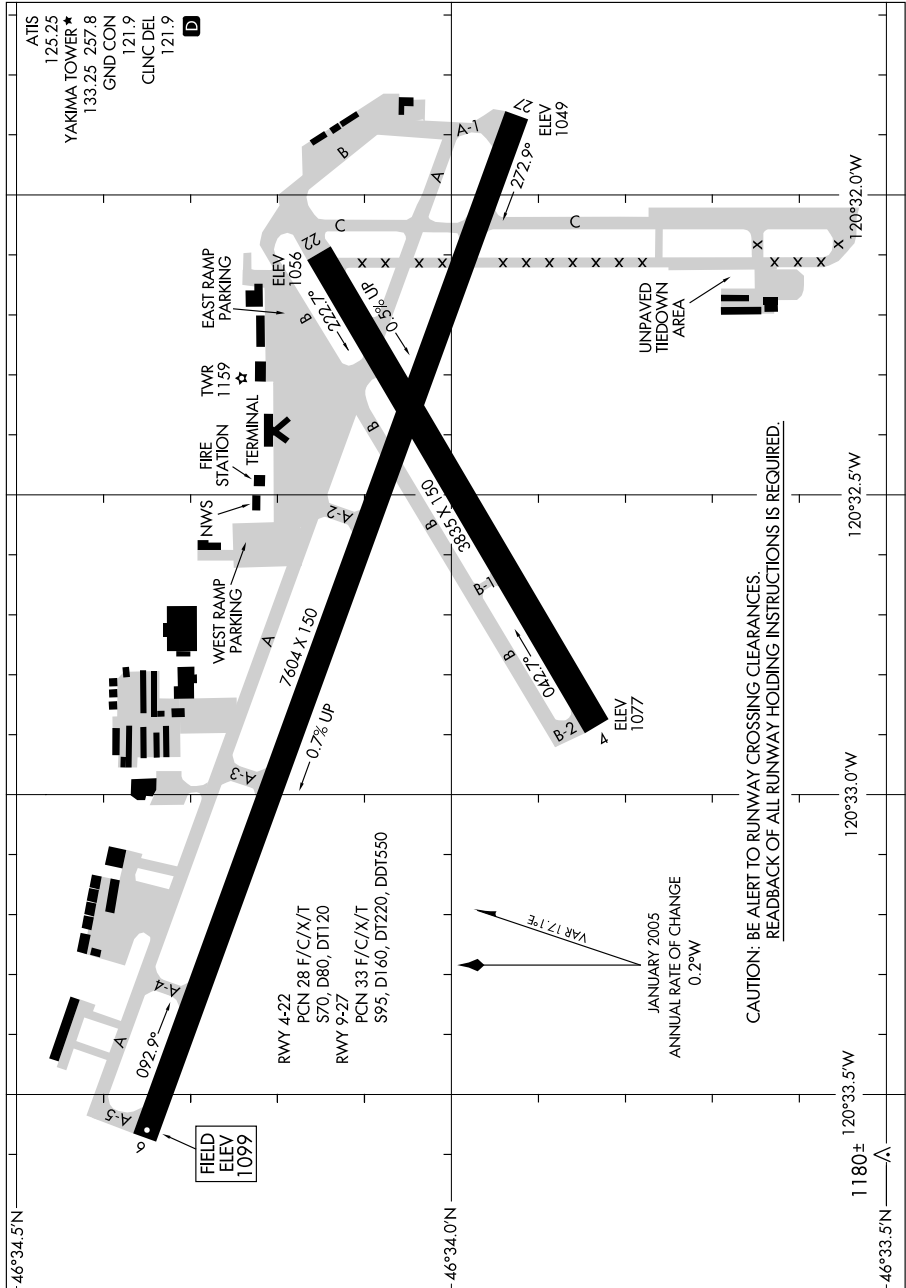 ATIS
125.25
YAKIMA TOWER★
133.25 257.8
GND CON
121.9
CLNC DEL
121.9
D
46°34.5'N
46°34.0'N
46°33.5'N
120°33.5'W
120°33.0'W
120°32.5'W
120°32.0'W
FIELD
ELEV
1099
9
092.9°
A-5
A
A-4
A-3
0.7% UP
7604 X 150
A
A-2
WEST RAMP
PARKING
NWS
FIRE
STATION
TERMINAL
TWR
1159
EAST RAMP
PARKING
ELEV
1056
22
222.7°
0.5% UP
B
B
B
C
A
A-1
27
ELEV
1049
272.9°
C
X X X X X
X X X X X X X
X X
X X X
UNPAVED
TIEDOWN
AREA
B
3835 X 150
B-1
B
042.7°
B-2
4
ELEV
1077
RWY 4-22
PCN 28 F/C/X/T
S70, D80, DT120
RWY 9-27
PCN 33 F/C/X/T
S95, D160, DT220, DDT550
VAR 17.1°E
JANUARY 2005
ANNUAL RATE OF CHANGE
0.2°W
CAUTION: BE ALERT TO RUNWAY CROSSING CLEARANCES.
READBACK OF ALL RUNWAY HOLDING INSTRUCTIONS IS REQUIRED.
1180±